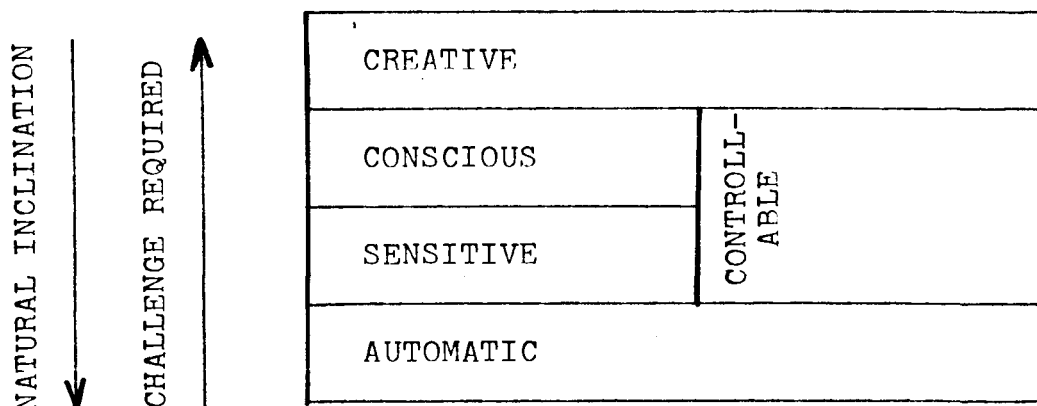 NATURAL INCLINATION
CHALLENGE REQUIRED
CREATIVE
CONSCIOUS
SENSITIVE
CONTROLL-
ABLE
AUTOMATIC